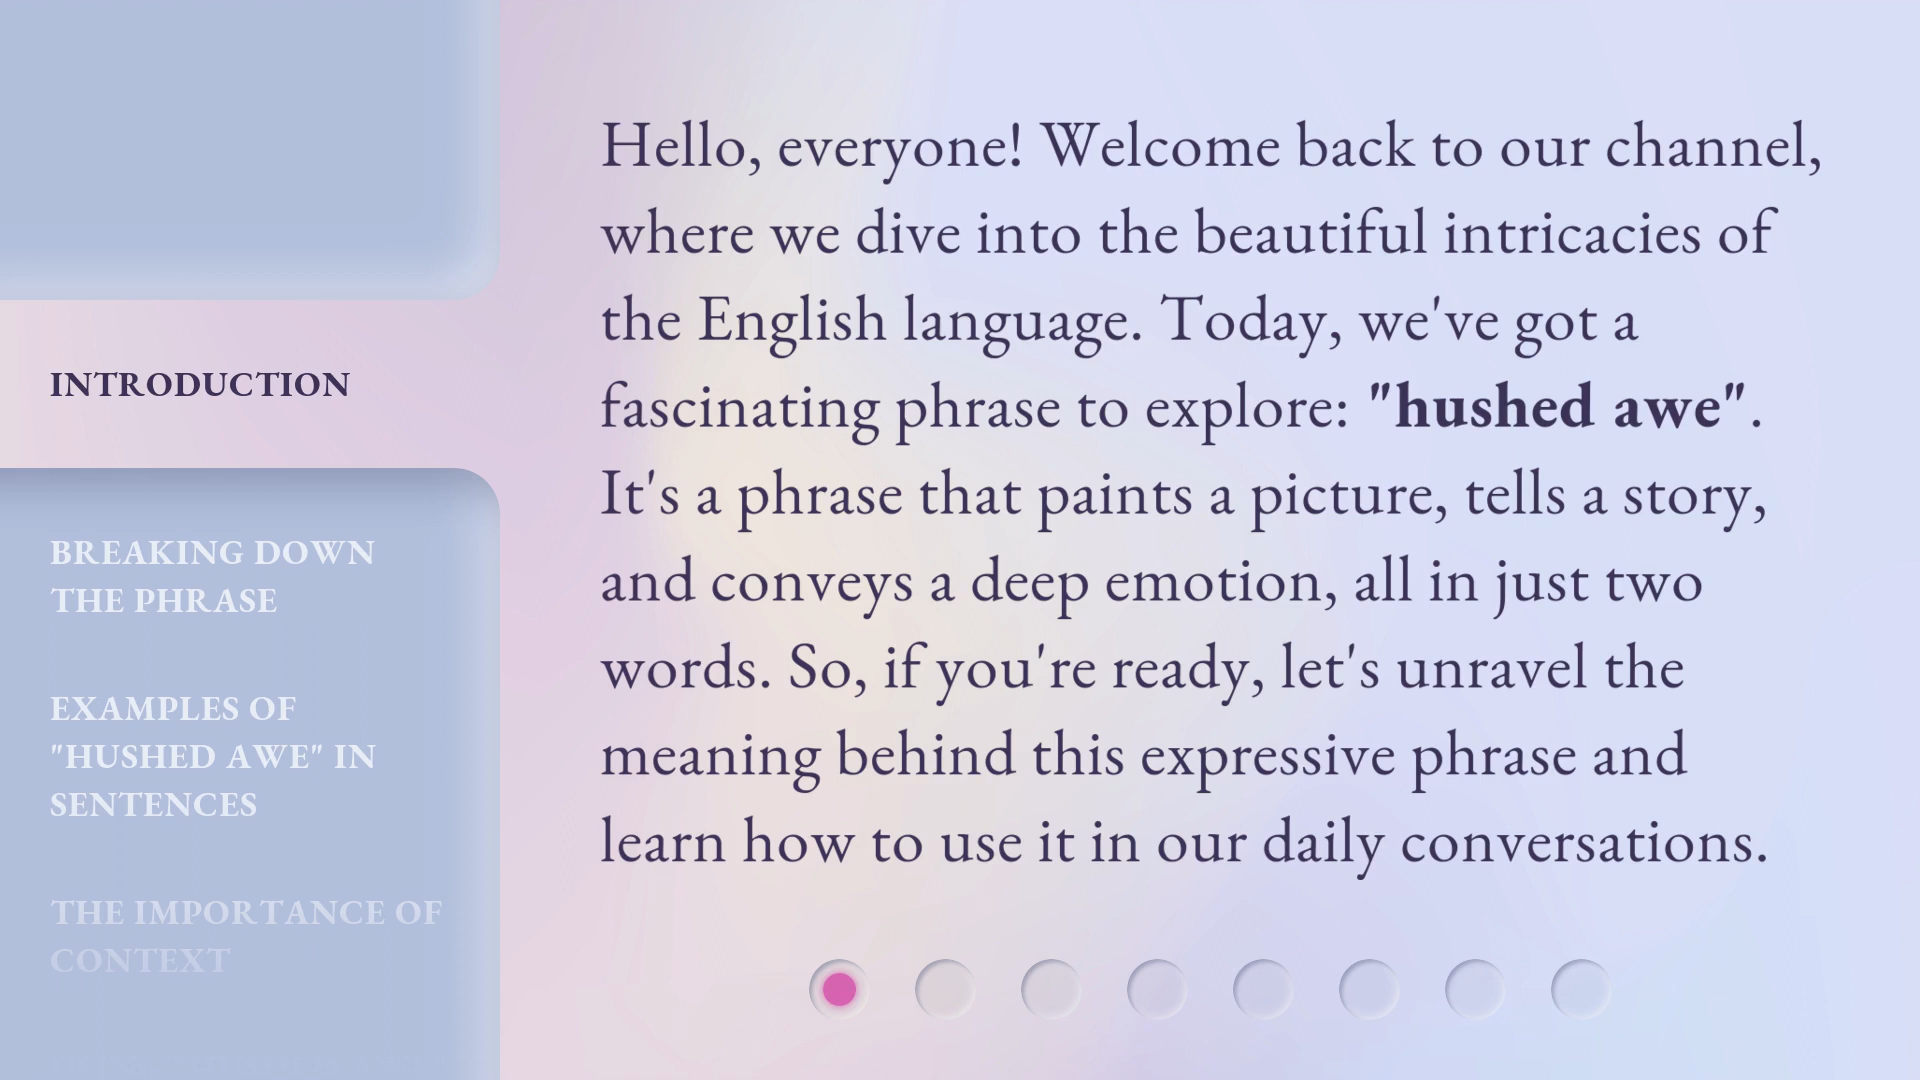 INTRODUCTION
BREAKING DOWN
THE PHRASE
EXAMPLES OF
"HUSHED AWE" IN
SENTENCES
THE IMPORTANCE OF
CONTEXT
Hello, everyone! Welcome back to our channel,
where we dive into the beautiful intricacies of
the English language. Today, we've got a
fascinating phrase to explore: "hushed awe".
It's a phrase that paints a picture, tells a story,
and conveys a deep emotion, all in just two
words. So, if you're ready, let's unravel the
meaning behind this expressive phrase and
learn how to use it in our daily conversations.